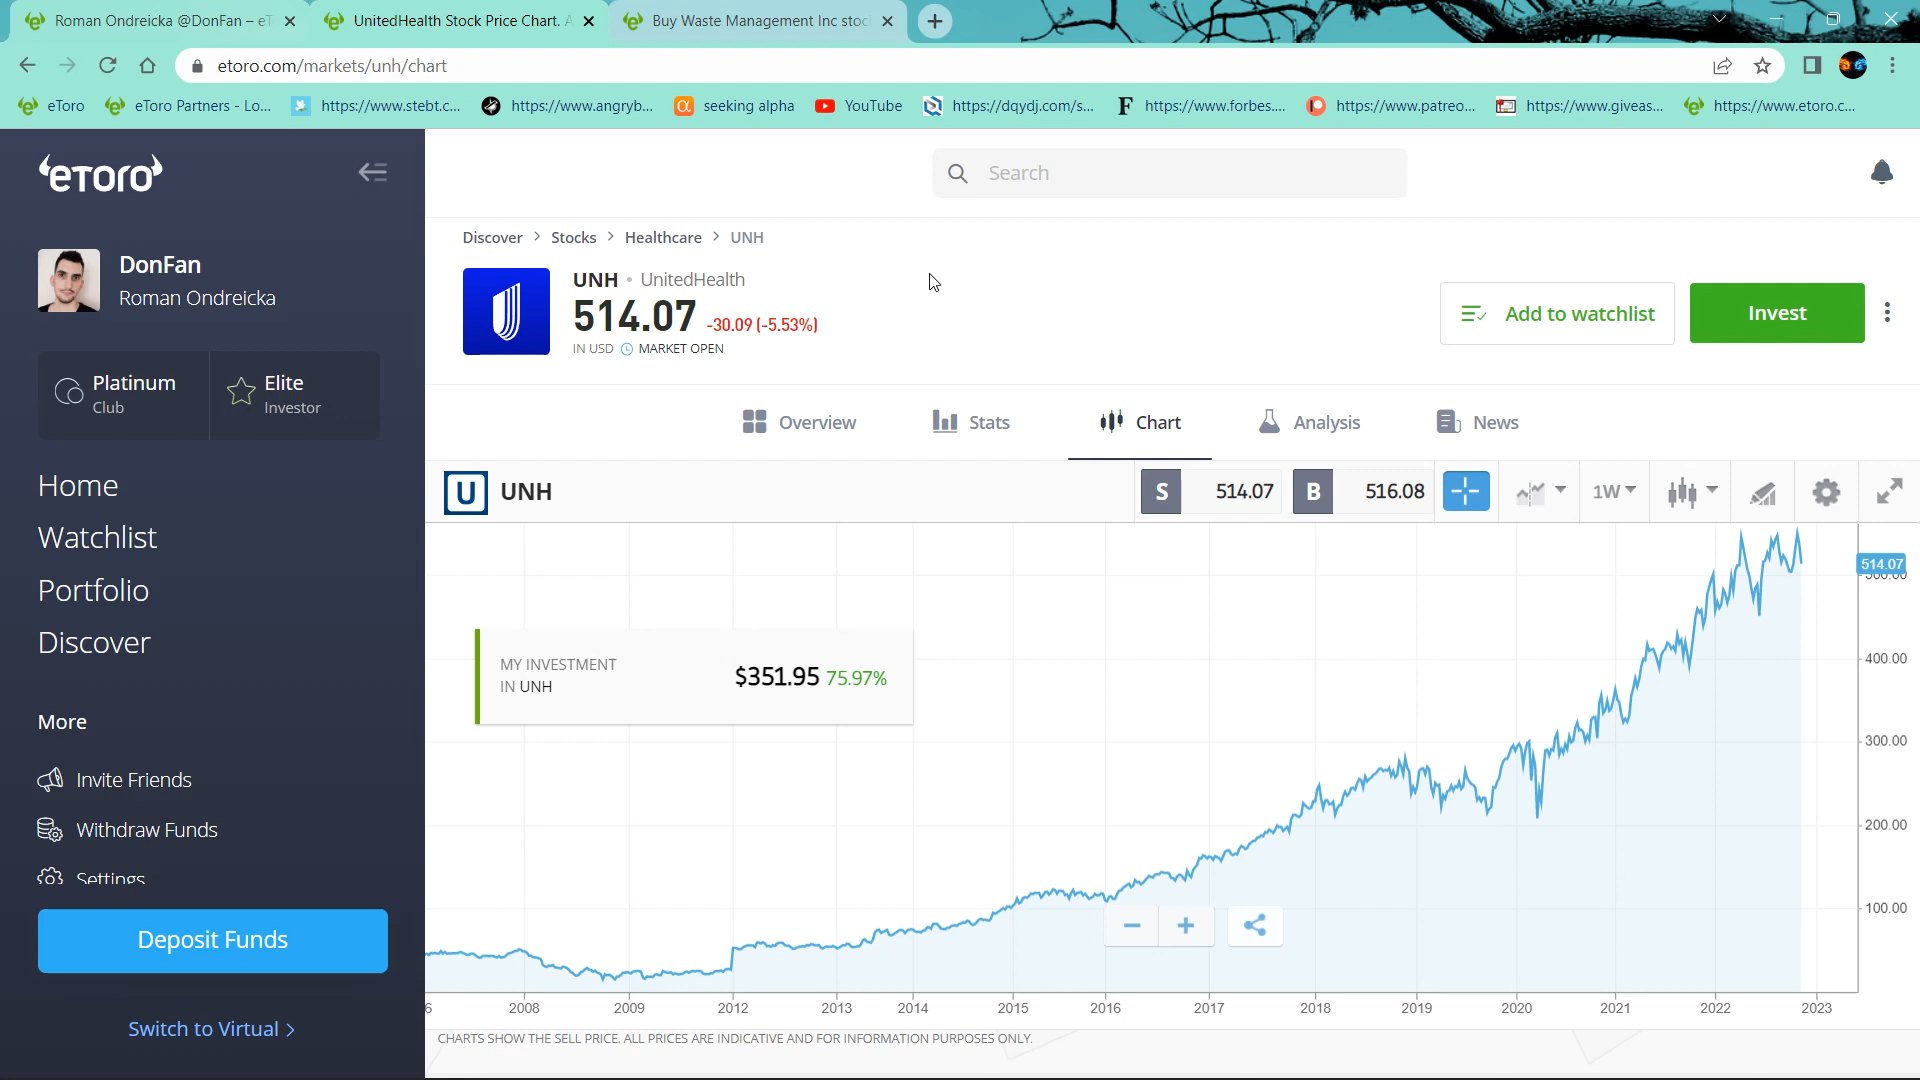 Roman Ondreicka @DonFan – eT
UnitedHealth Stock Price Chart. A
Buy Waste Management Inc stoc
etoro.com/markets/unh/chart
eToro
eToro Partners - Lo...
https://www.stebt.c...
https://www.angryb...
seeking alpha
YouTube
https://dqydj.com/s...
https://www.forbes....
https://www.patreo...
https://www.giveas...
https://www.etoro.c...
etoro
Search
DonFan
Roman Ondreicka
Platinum
Club
Elite
Investor
Home
Watchlist
Portfolio
Discover
More
Invite Friends
Withdraw Funds
Settings
Deposit Funds
Switch to Virtual >
Discover > Stocks > Healthcare > UNH
UNH • UnitedHealth
514.07 -30.09 (-5.53%)
IN USD MARKET OPEN
Add to watchlist
Invest
Overview
Stats
Chart
Analysis
News
U UNH
S 514.07
B 516.08
1W
MY INVESTMENT
IN UNH
$351.95 75.97%
514.07
500.00
400.00
300.00
200.00
100.00
6 2008 2009 2012 2013 2014 2015 2016 2017 2018 2019 2020 2021 2022 2023
CHARTS SHOW THE SELL PRICE. ALL PRICES ARE INDICATIVE AND FOR INFORMATION PURPOSES ONLY.